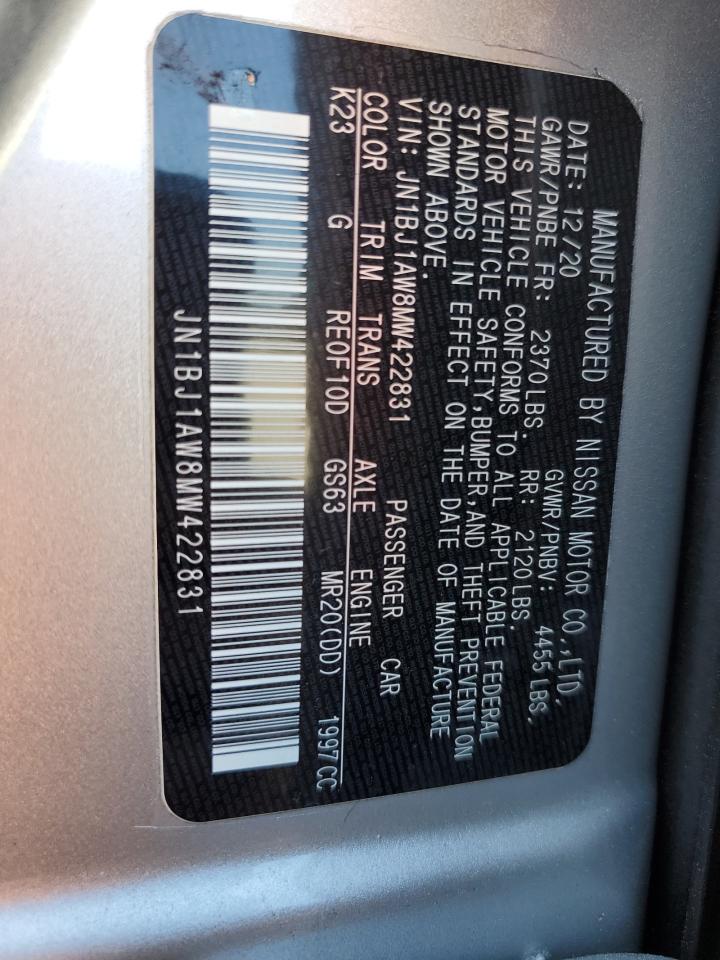 MANUFACTURED BY NISSAN MOTOR CO.,LTD.
DATE: 12/20 GVWR/PNBV: 4455 LBS,
GAWR/PNBE FR: 2370 LBS. RR: 2120 LBS.
THIS VEHICLE CONFORMS TO ALL APPLICABLE FEDERAL
MOTOR VEHICLE SAFETY,BUMPER,AND THEFT PREVENTION
STANDARDS IN EFFECT ON THE DATE OF MANUFACTURE
SHOWN ABOVE.
VIN: JN1BJ1AW8MW422831 PASSENGER CAR
COLOR TRIM TRANS AXLE ENGINE
K23 G RE0F10D GS63 MR20(DD) 1997CC
JN1BJ1AW8MW422831